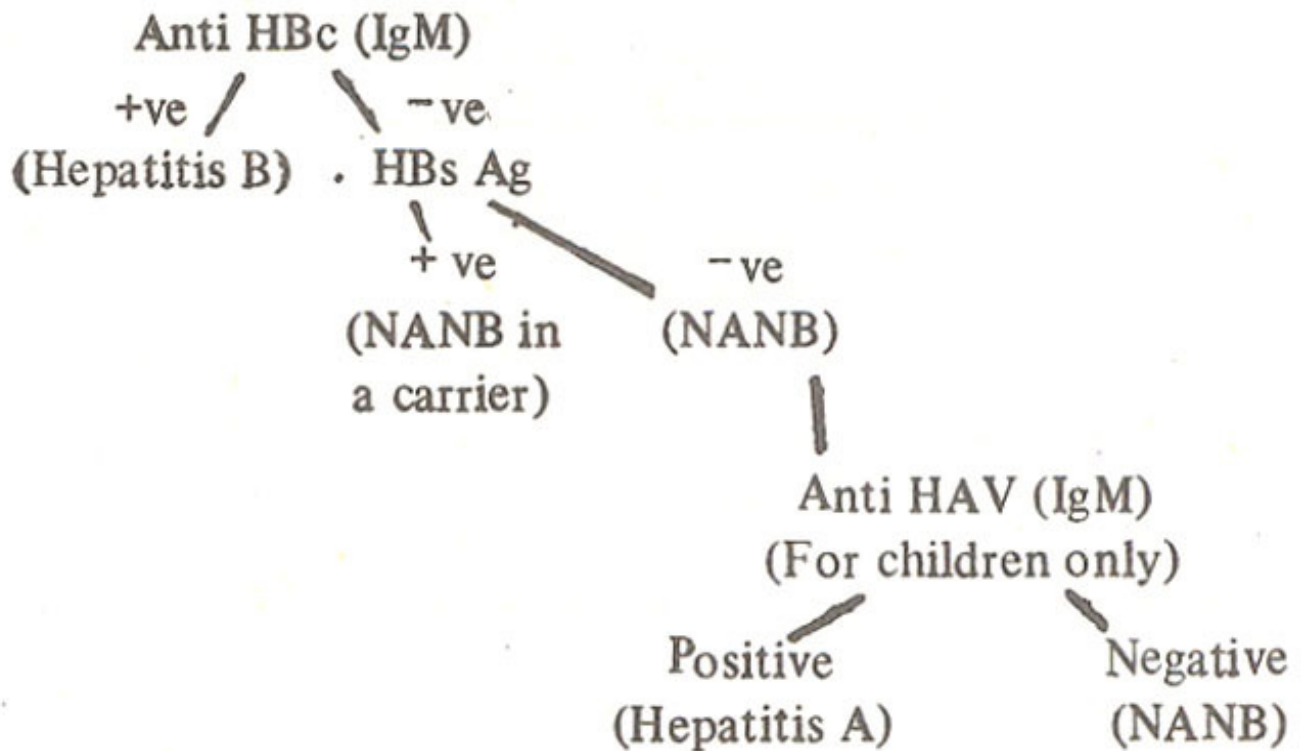 Anti HBc (IgM)
+ve -ve
(Hepatitis B) . HBs Ag
+ ve -ve
(NANB in (NANB)
a carrier)
Anti HAV (IgM)
(For children only)
Positive Negative
(Hepatitis A) (NANB)